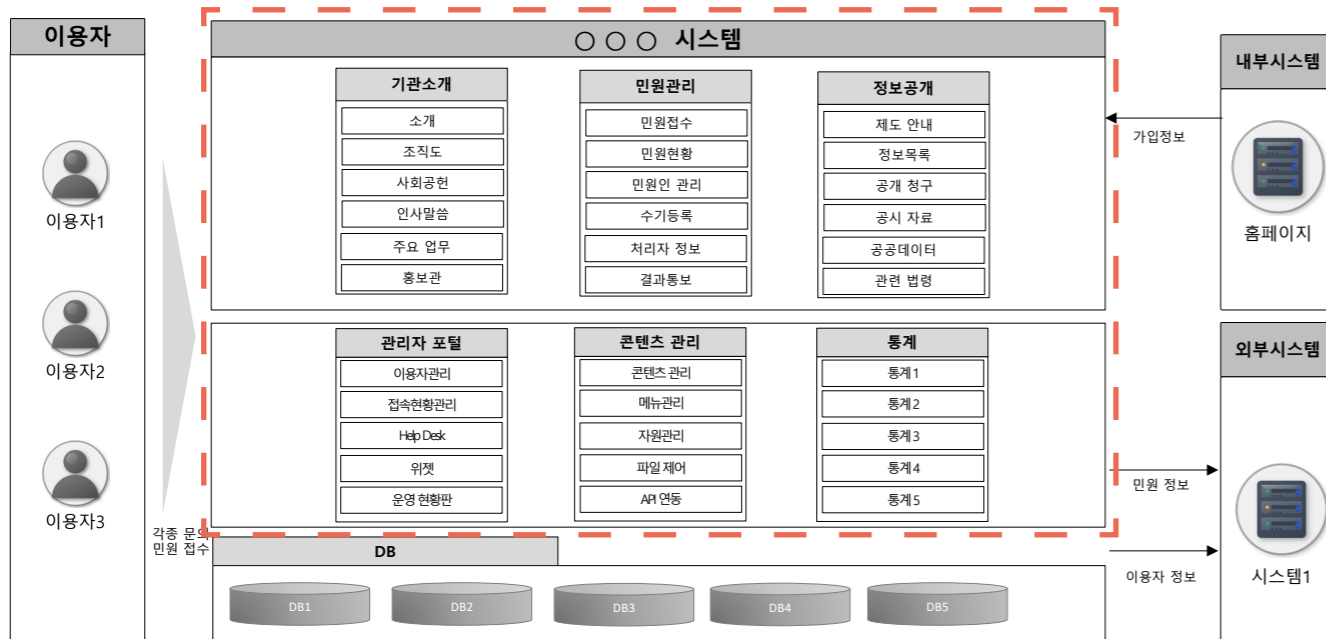 이용자
이용자1
이용자2
이용자3
각종 문의
민원 접수
○ ○ ○ 시스템
기관소개
소개
조직도
사회공헌
인사말씀
주요 업무
홍보관
민원관리
민원접수
민원현황
민원인 관리
수기등록
처리자 정보
결과통보
정보공개
제도 안내
정보목록
공개 청구
공시 자료
공공데이터
관련 법령
관리자 포털
이용자관리
접속현황관리
Help Desk
위젯
운영 현황판
콘텐츠 관리
콘텐츠 관리
메뉴관리
자원관리
파일 제어
API 연동
통계
통계1
통계2
통계3
통계4
통계5
DB
DB1
DB2
DB3
DB4
DB5
가입정보
민원 정보
이용자 정보
내부시스템
홈페이지
외부시스템
시스템1